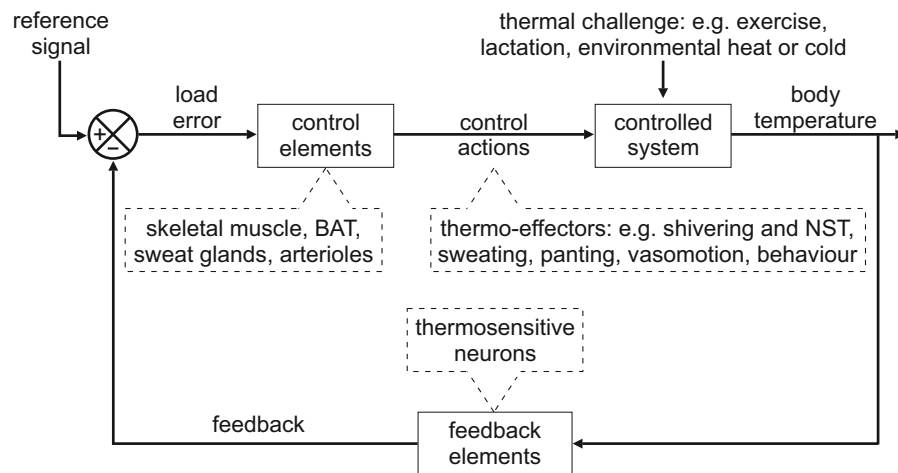 reference
signal
thermal challenge: e.g. exercise,
lactation, environmental heat or cold
load
error
+
−
control
elements
control
actions
controlled
system
body
temperature
skeletal muscle, BAT,
sweat glands, arterioles
thermo-effectors: e.g. shivering and NST,
sweating, panting, vasomotion, behaviour
thermosensitive
neurons
feedback
feedback
elements